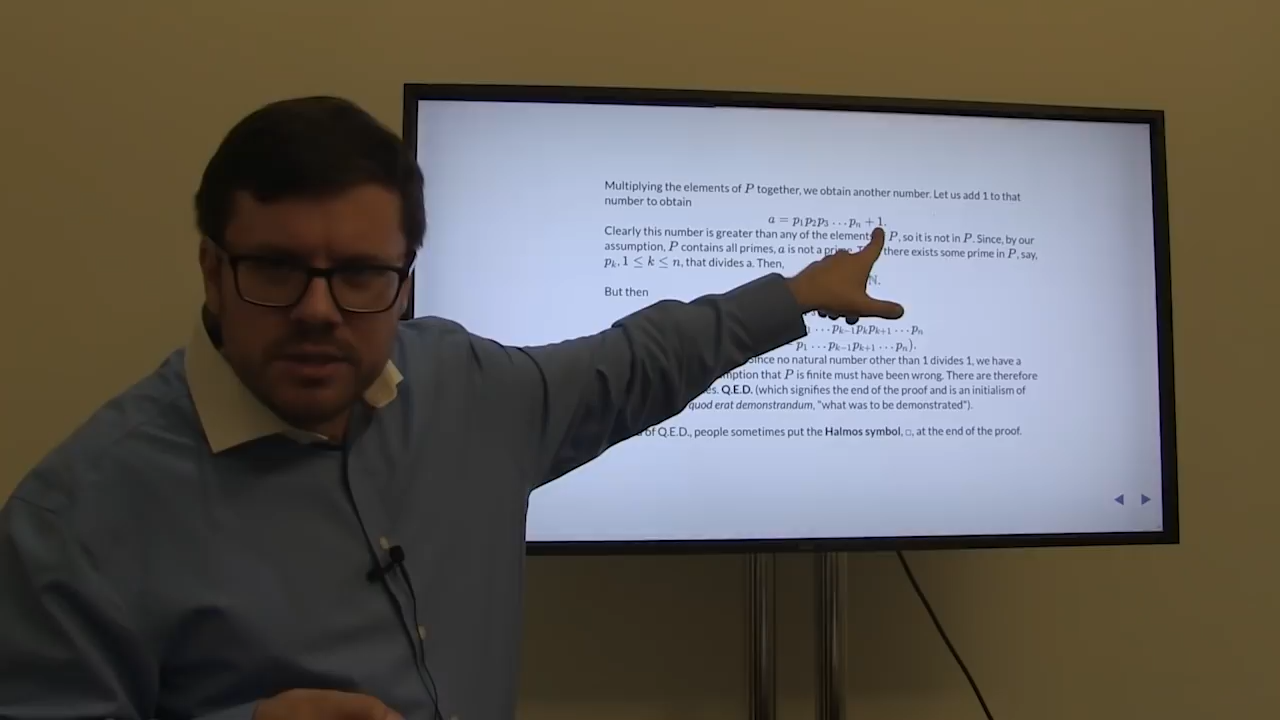 Multiplying the elements of P together, we obtain another number. Let us add 1 to that
number to obtain
a = p₁p₂p₃ … pₙ + 1.
Clearly this number is greater than any of the elements P, so it is not in P. Since, by our
assumption, P contains all primes, a is not a there exists some prime in P, say,
pₖ, 1 ≤ k ≤ n, that divides a. Then,
ℕ.
But then
… pₖ₋₁pₖpₖ₊₁ … pₙ
p₁ … pₖ₋₁pₖ₊₁ … pₙ).
since no natural number other than 1 divides 1, we have a
that P is finite must have been wrong. There are therefore
Q.E.D. (which signifies the end of the proof and is an initialism of
quod erat demonstrandum, "what was to be demonstrated").
of Q.E.D., people sometimes put the Halmos symbol, □, at the end of the proof.